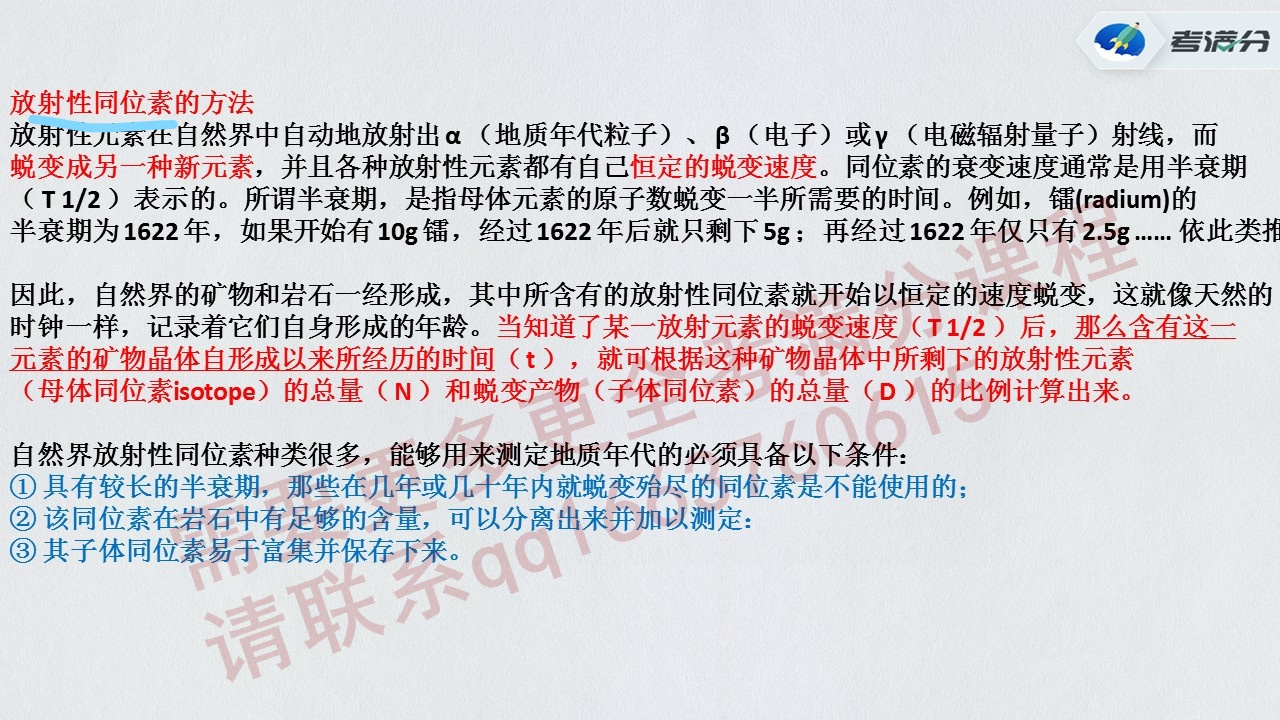 考满分
放射性同位素的方法
放射性元素在自然界中自动地放射出α（地质年代粒子）、β（电子）或γ（电磁辐射量子）射线，而
蜕变成另一种新元素，并且各种放射性元素都有自己恒定的蜕变速度。同位素的衰变速度通常是用半衰期
（T 1/2）表示的。所谓半衰期，是指母体元素的原子数蜕变一半所需要的时间。例如，镭(radium)的
半衰期为1622年，如果开始有10g镭，经过1622年后就只剩下5g；再经过1622年仅只有2.5g……依此类推
因此，自然界的矿物和岩石一经形成，其中所含有的放射性同位素就开始以恒定的速度蜕变，这就像天然的
时钟一样，记录着它们自身形成的年龄。当知道了某一放射元素的蜕变速度（T 1/2）后，那么含有这一
元素的矿物晶体自形成以来所经历的时间（t），就可根据这种矿物晶体中所剩下的放射性元素
（母体同位素isotope）的总量（N）和蜕变产物（子体同位素）的总量（D）的比例计算出来。
自然界放射性同位素种类很多，能够用来测定地质年代的必须具备以下条件：
① 具有较长的半衰期，那些在几年或几十年内就蜕变殆尽的同位素是不能使用的；
② 该同位素在岩石中有足够的含量，可以分离出来并加以测定：
③ 其子体同位素易于富集并保存下来。
需要更多更全考满分课程
请联系qq1663760615